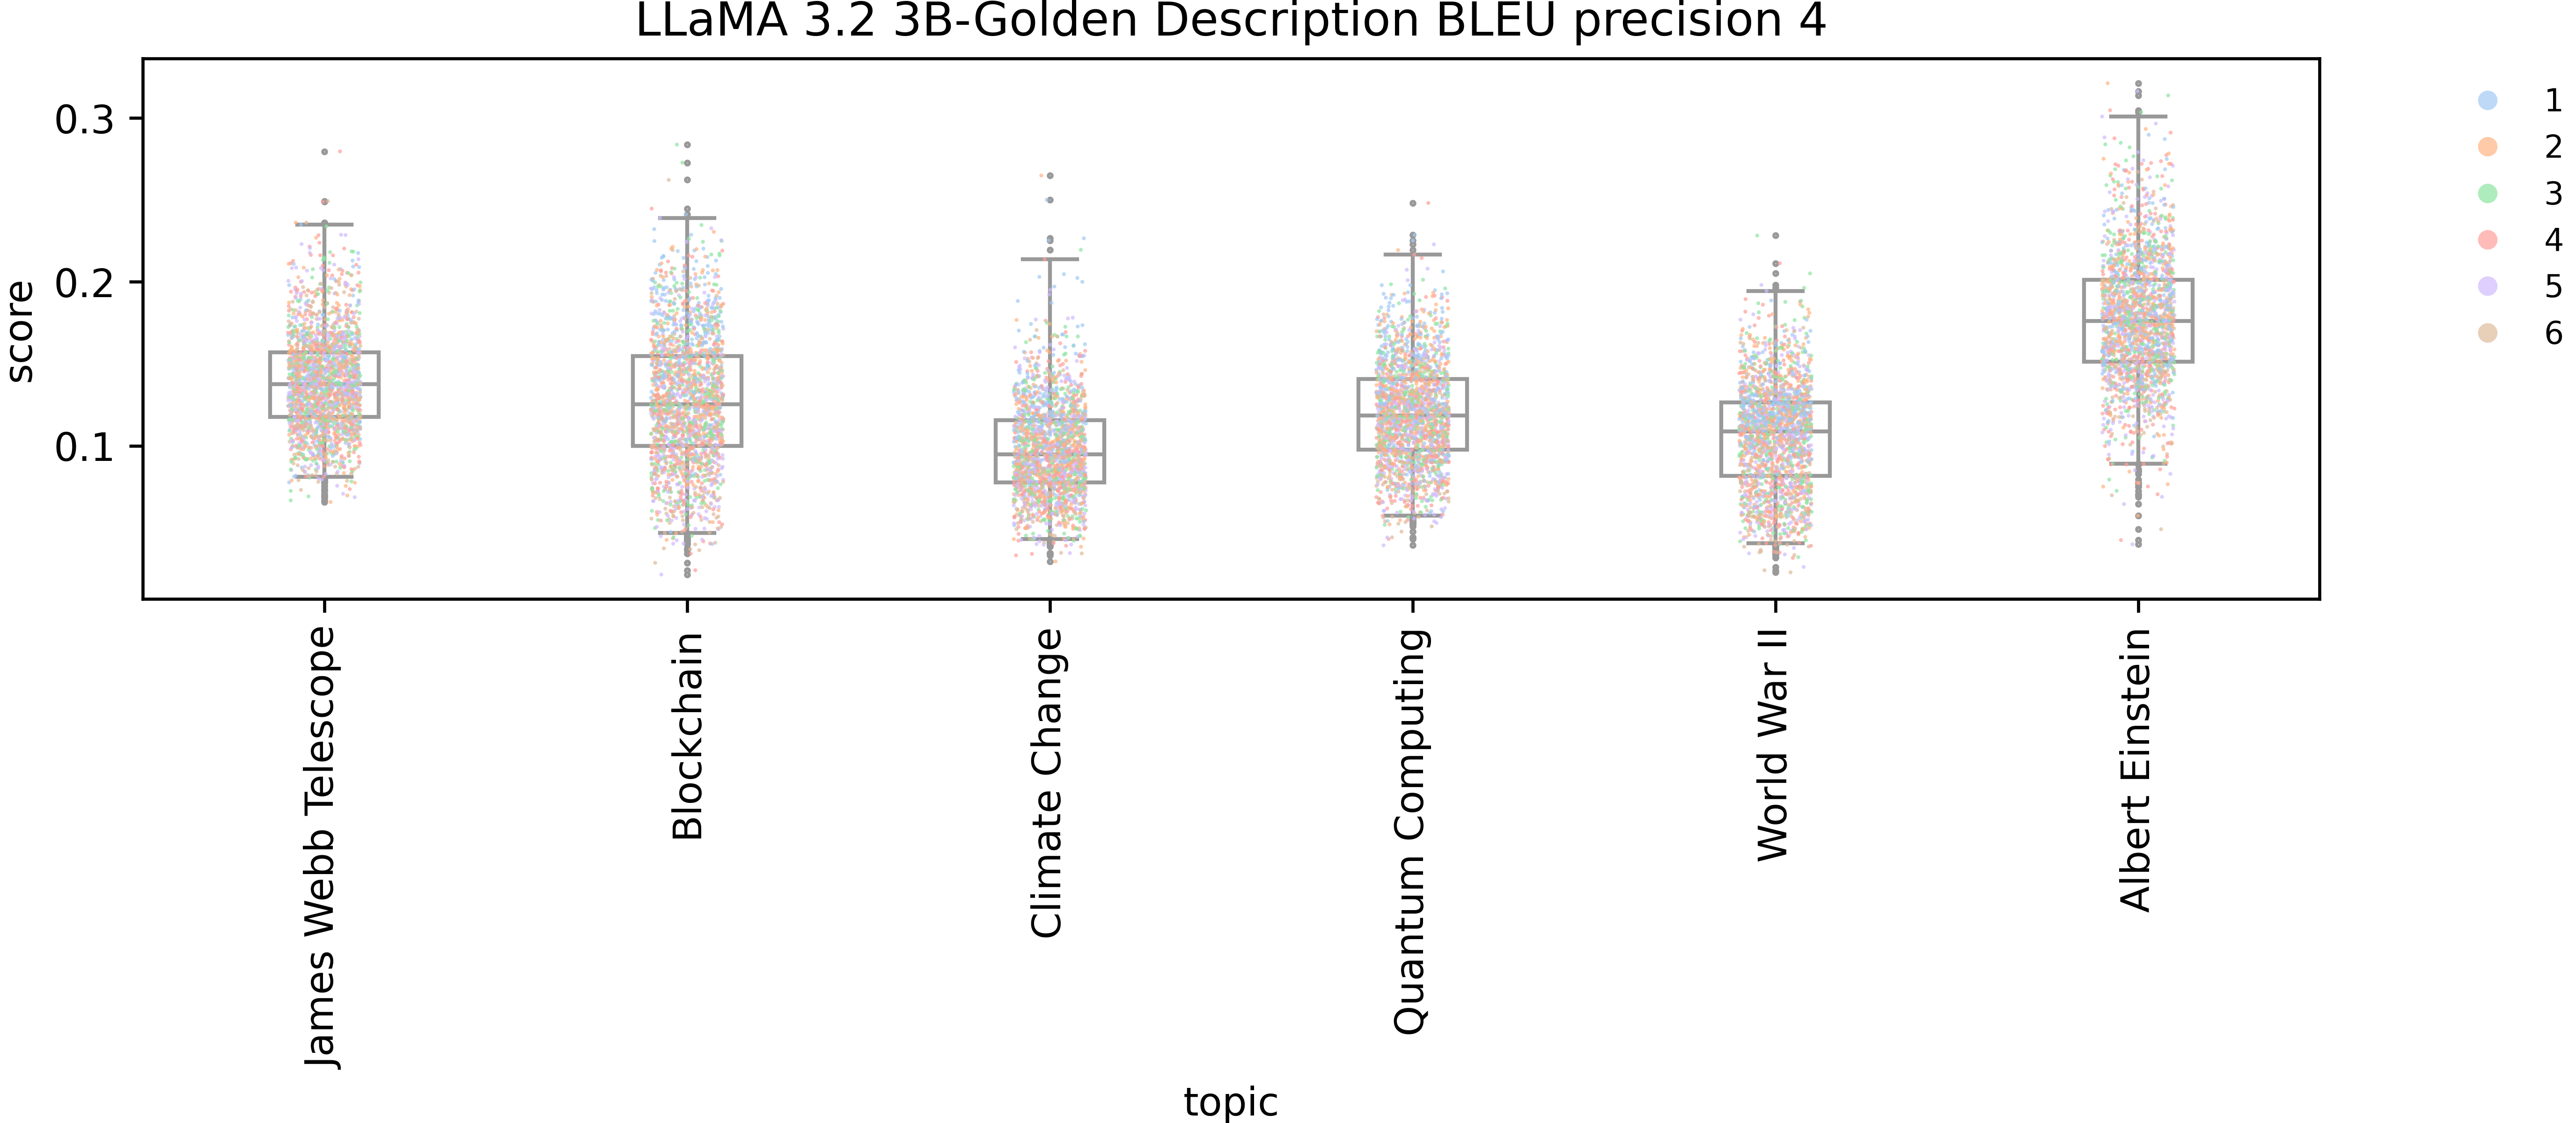 LLaMA 3.2 3B-Golden Description BLEU precision 4
score
0.3
0.2
0.1
James Webb Telescope
Blockchain
Climate Change
Quantum Computing
World War II
Albert Einstein
topic
1
2
3
4
5
6